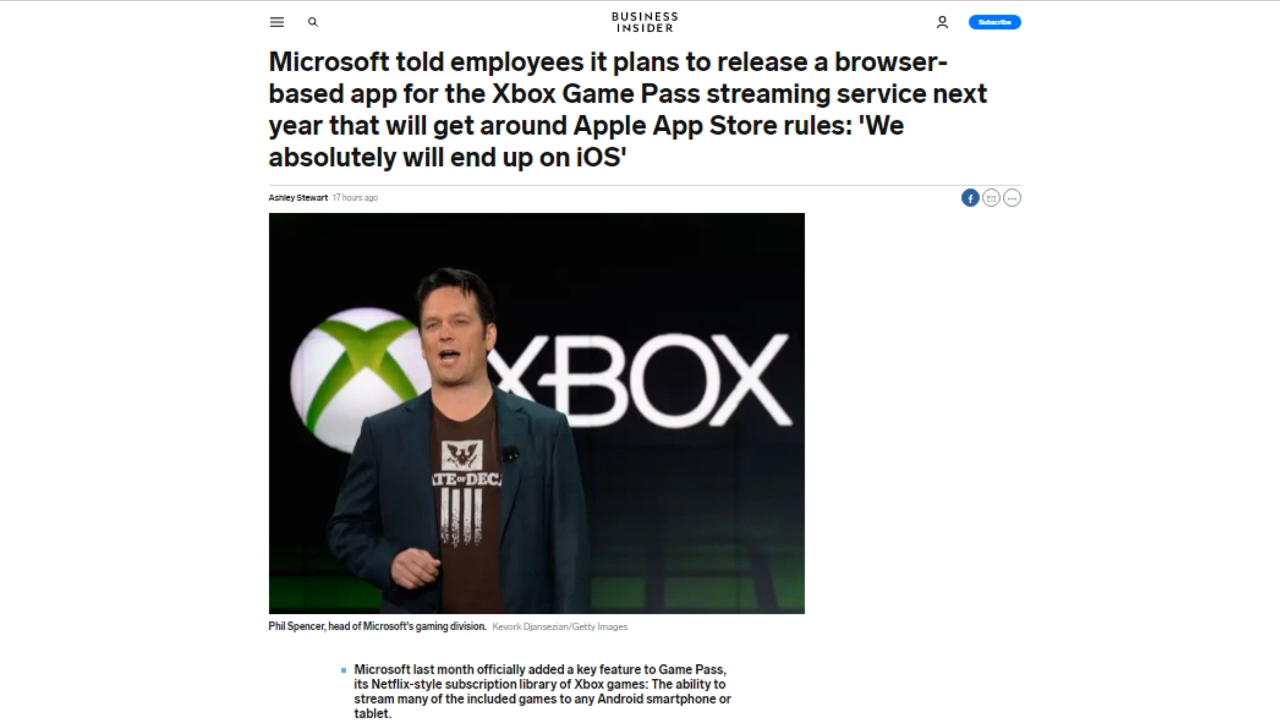 BUSINESS
INSIDER
Subscribe
Microsoft told employees it plans to release a browser-
based app for the Xbox Game Pass streaming service next
year that will get around Apple App Store rules: 'We
absolutely will end up on iOS'
Ashley Stewart 17 hours ago
XBOX
ATE OF DECA
Phil Spencer, head of Microsoft's gaming division. Kevork Djansezian/Getty Images
Microsoft last month officially added a key feature to Game Pass,
its Netflix-style subscription library of Xbox games: The ability to
stream many of the included games to any Android smartphone or
tablet.